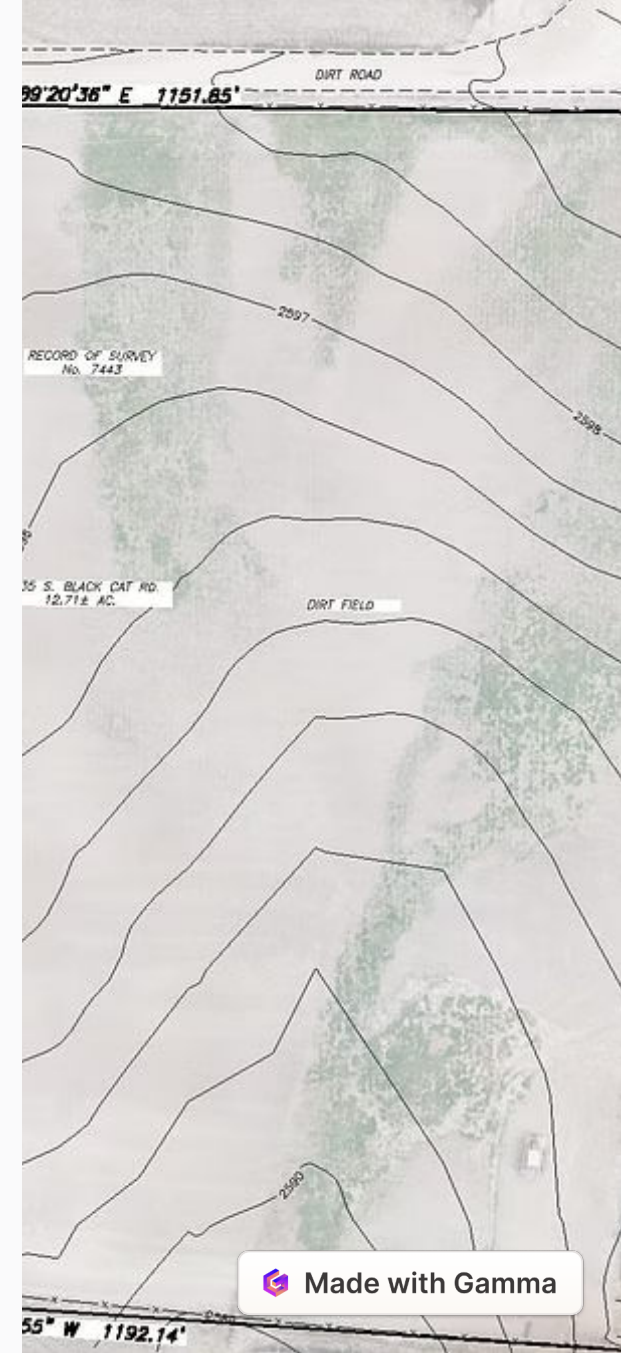 DIRT ROAD
89°20'36" E 1151.85'
2597
RECORD OF SURVEY
No. 7443
2598
35 S. BLACK CAT RD.
12.71± AC.
DIRT FIELD
2590
Made with Gamma
55" W 1192.14'